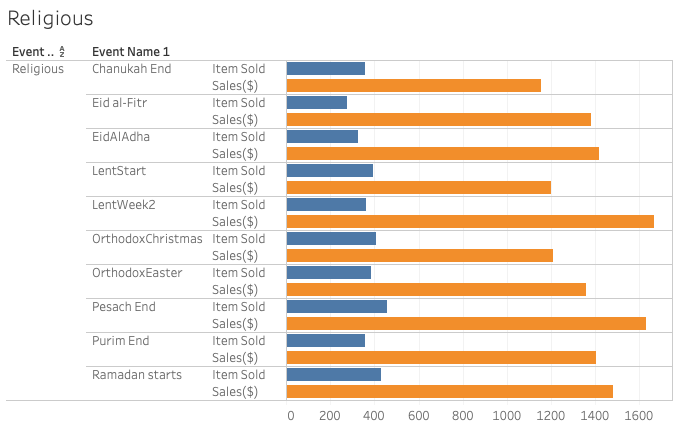 Religious
Event .. A Z Event Name 1
Religious Chanukah End Item Sold
Sales($)
Eid al-Fitr Item Sold
Sales($)
EidAlAdha Item Sold
Sales($)
LentStart Item Sold
Sales($)
LentWeek2 Item Sold
Sales($)
OrthodoxChristmas Item Sold
Sales($)
OrthodoxEaster Item Sold
Sales($)
Pesach End Item Sold
Sales($)
Purim End Item Sold
Sales($)
Ramadan starts Item Sold
Sales($)
0 200 400 600 800 1000 1200 1400 1600